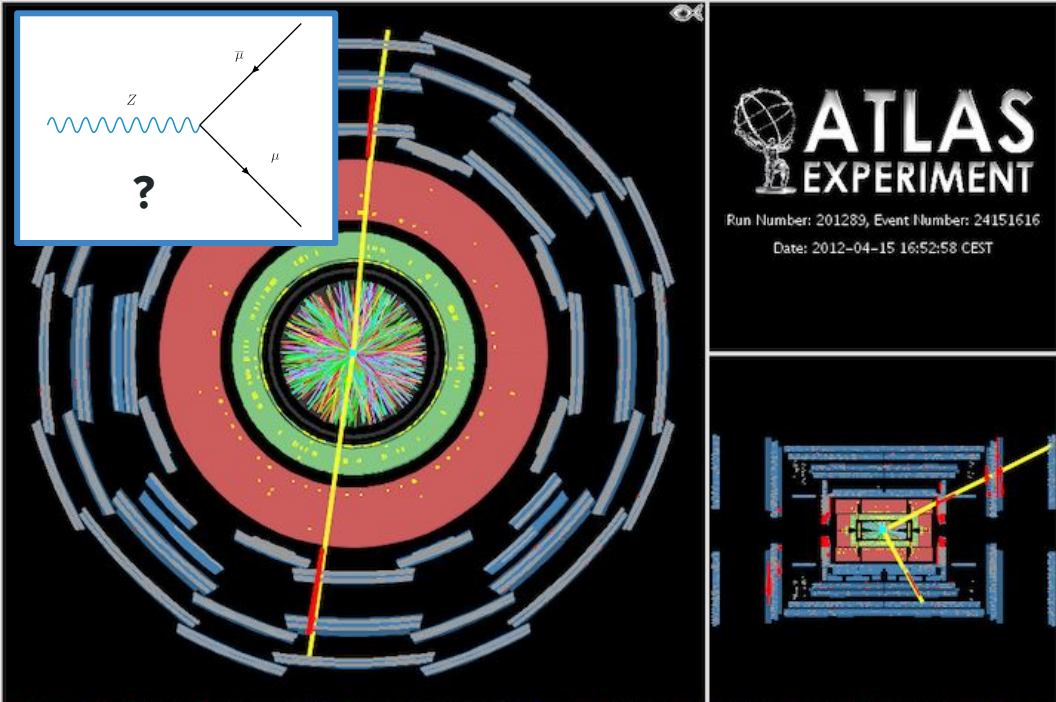 μ̅
Z
μ
?
ATLAS
EXPERIMENT
Run Number: 201289, Event Number: 24151616
Date: 2012-04-15 16:52:58 CEST